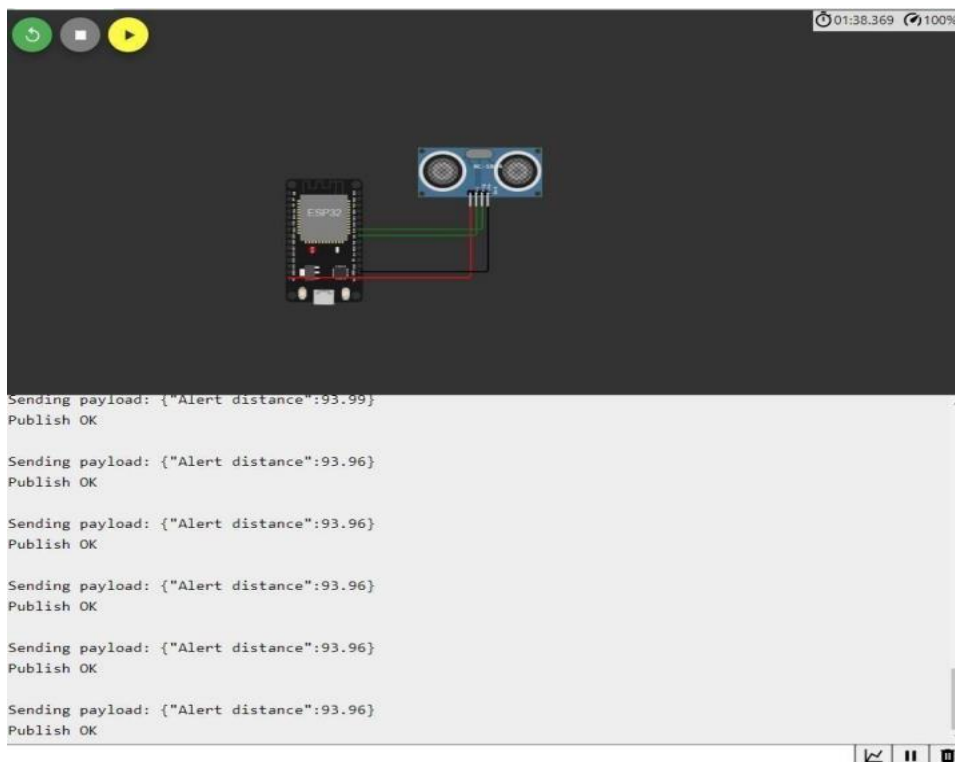 01:38.369 100%
ESP32
Sending payload: {"Alert distance":93.99}
Publish OK
Sending payload: {"Alert distance":93.96}
Publish OK
Sending payload: {"Alert distance":93.96}
Publish OK
Sending payload: {"Alert distance":93.96}
Publish OK
Sending payload: {"Alert distance":93.96}
Publish OK
Sending payload: {"Alert distance":93.96}
Publish OK